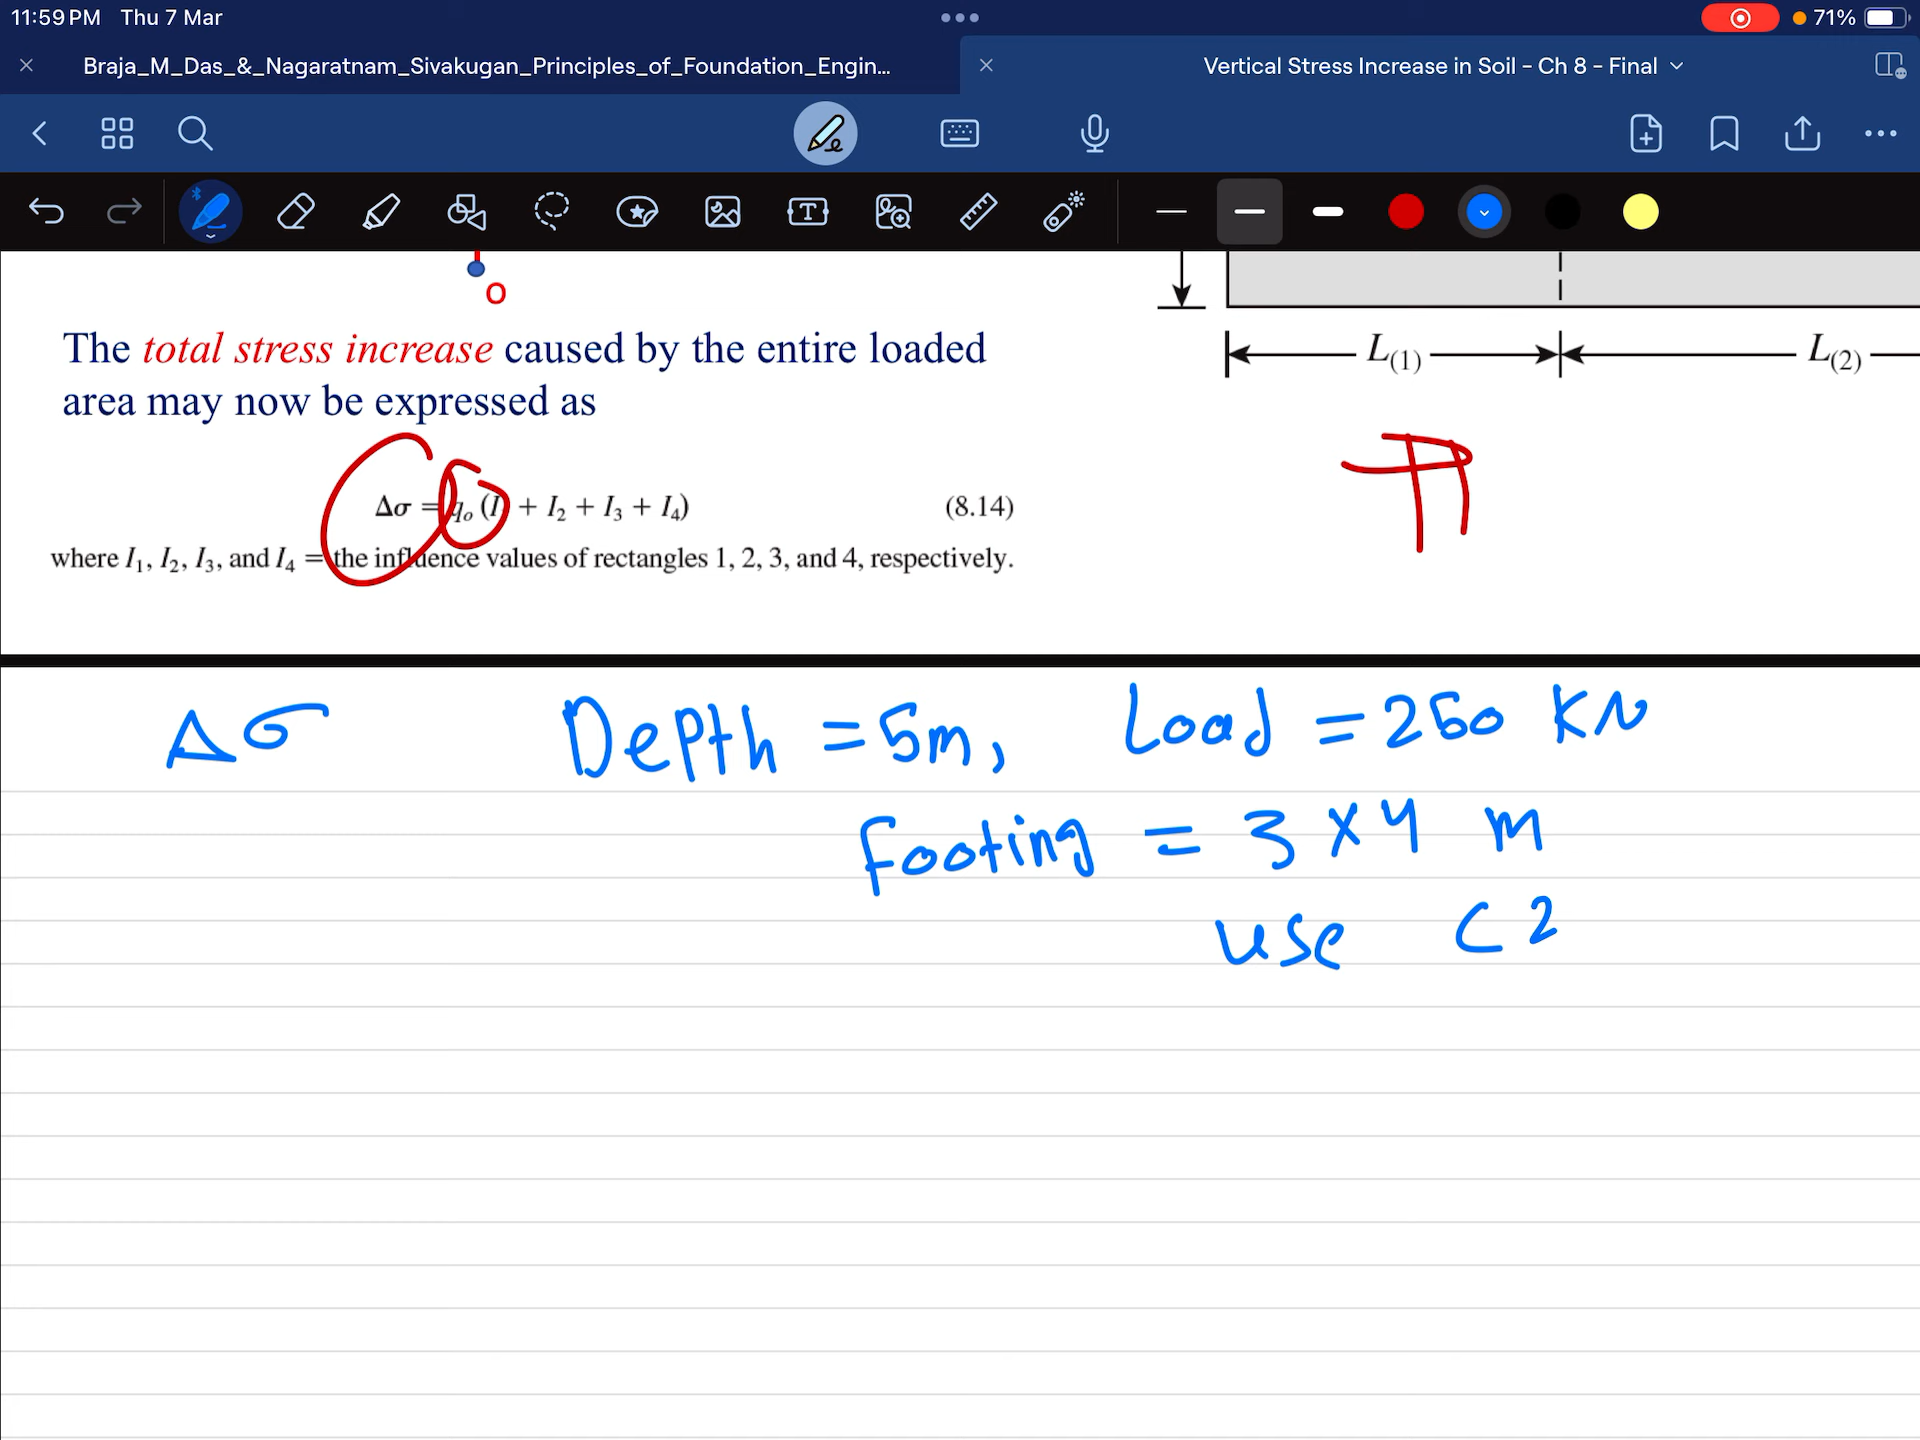 11:59 PM Thu 7 Mar
71%
Braja_M_Das_&_Nagaratnam_Sivakugan_Principles_of_Foundation_Engin...
Vertical Stress Increase in Soil - Ch 8 - Final
O
The total stress increase caused by the entire loaded
area may now be expressed as
L(1)
L(2)
π
Δσ = qo (I1 + I2 + I3 + I4) (8.14)
where I1, I2, I3, and I4 = the influence values of rectangles 1, 2, 3, and 4, respectively.
Δσ Depth = 5m, Load = 250 KN
Footing = 3 x 4 m
use C2